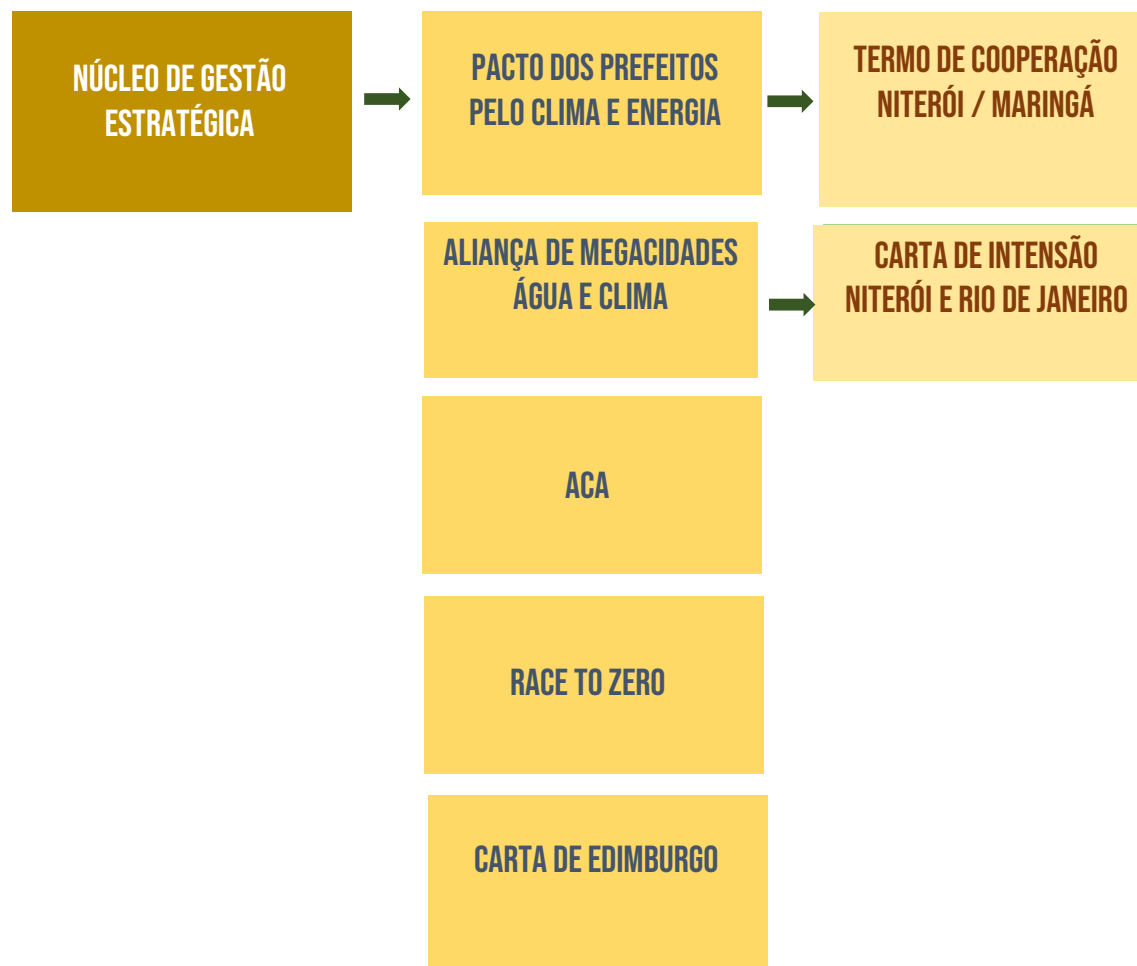 NÚCLEO DE GESTÃO
ESTRATÉGICA
PACTO DOS PREFEITOS
PELO CLIMA E ENERGIA
TERMO DE COOPERAÇÃO
NITERÓI / MARINGÁ
ALIANÇA DE MEGACIDADES
ÁGUA E CLIMA
CARTA DE INTENSÃO
NITERÓI E RIO DE JANEIRO
ACA
RACE TO ZERO
CARTA DE EDIMBURGO